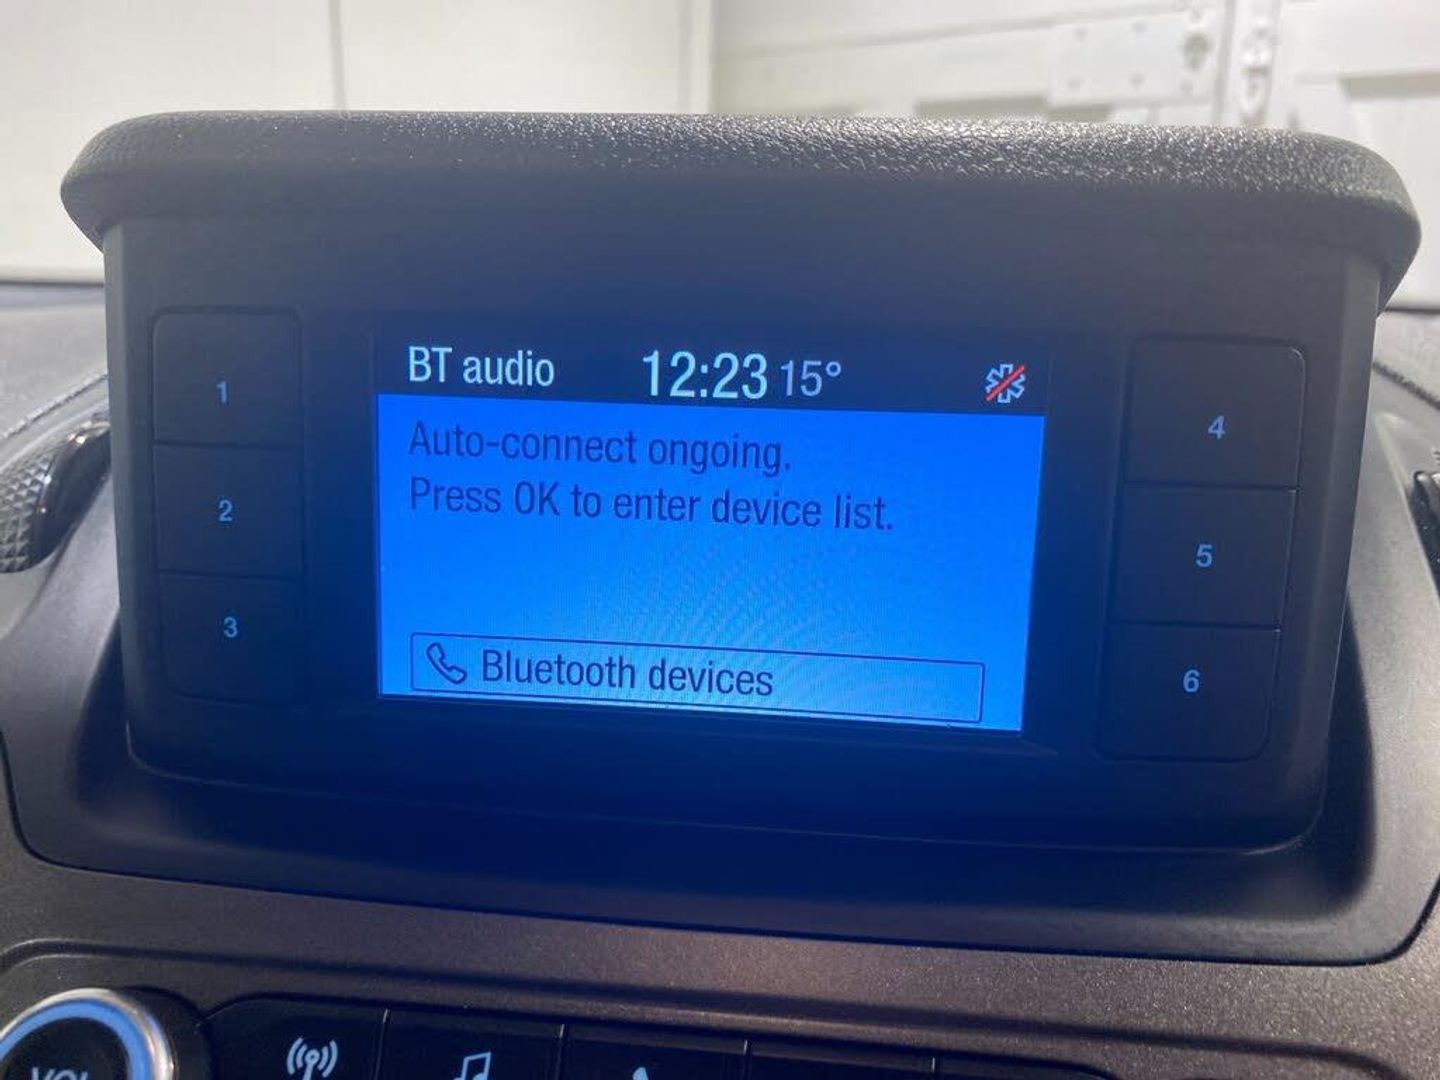 BT audio 12:23 15°
Auto-connect ongoing.
Press OK to enter device list.
Bluetooth devices
1
2
3
4
5
6
VOL